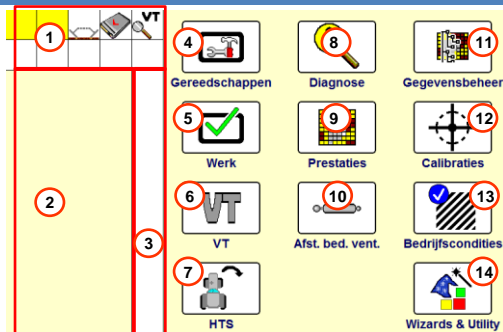 1
VT
4
8
11
Gereedschappen
Diagnose
Gegevensbeheer
5
9
12
Werk
Prestaties
Calibraties
2
3
6
10
13
VT
VT
Afst. bed. vent.
Bedrijfscondities
7
14
HTS
Wizards & Utility